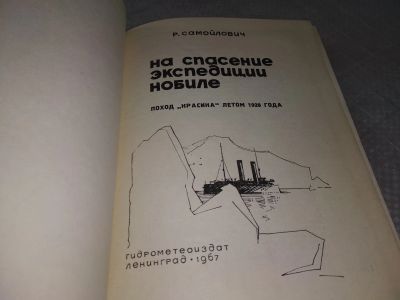 Р. САМОЙЛОВИЧ
на спасение
экспедиции
нобиле
ПОХОД „КРАСИНА“ ЛЕТОМ 1928 ГОДА
гидрометеоиздат
ленинград·1967